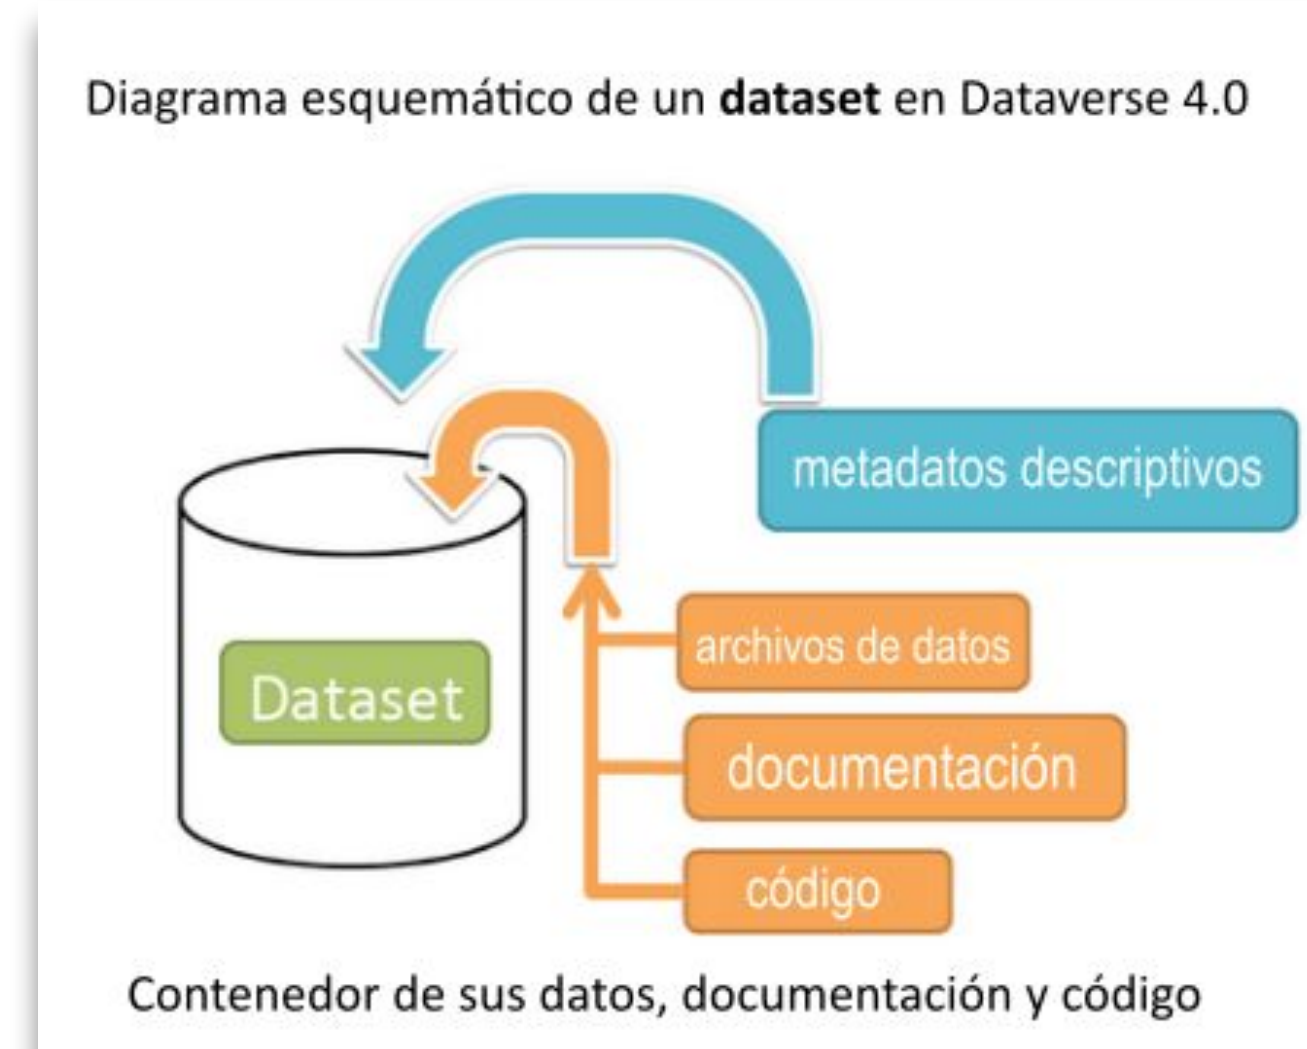 Diagrama esquemático de un dataset en Dataverse 4.0
metadatos descriptivos
archivos de datos
Dataset
documentación
código
Contenedor de sus datos, documentación y código